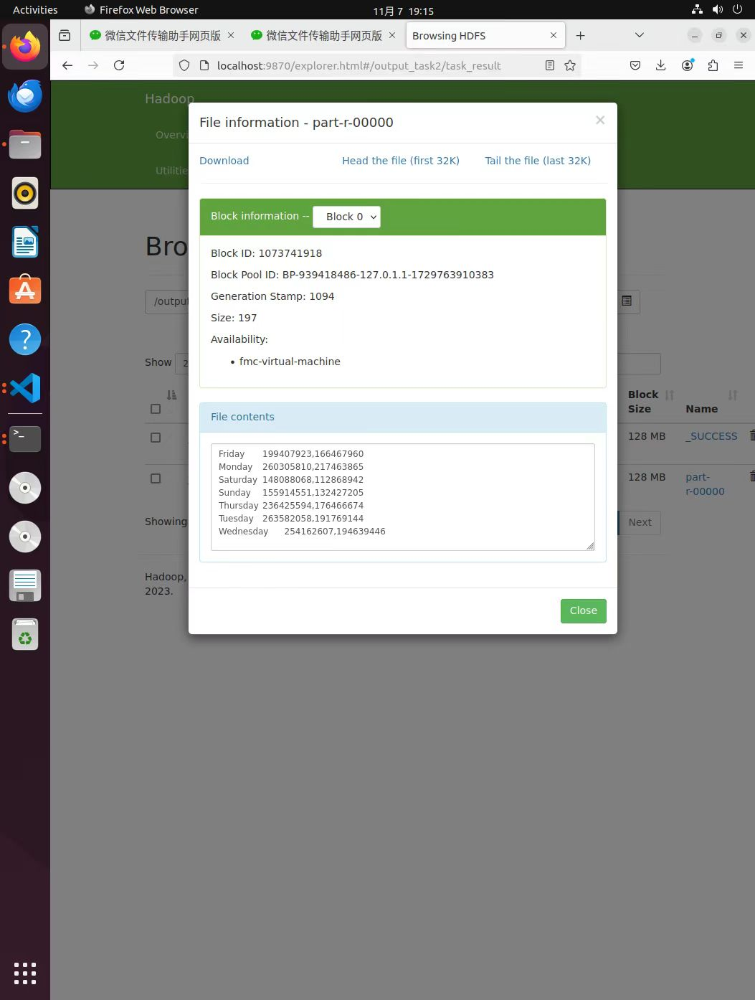 Activities
Firefox Web Browser
11月 7 19:15
微信文件传输助手网页版
微信文件传输助手网页版
Browsing HDFS
localhost:9870/explorer.html#/output_task2/task_result
Hadoop
Overvi
Utilitie
File information - part-r-00000
Download
Head the file (first 32K)
Tail the file (last 32K)
Block information --
Block 0
Block ID: 1073741918
Block Pool ID: BP-939418486-127.0.1.1-1729763910383
Generation Stamp: 1094
Size: 197
Availability:
fmc-virtual-machine
File contents
Friday 199407923,166467960
Monday 260305810,217463865
Saturday 148088068,112868942
Sunday 155914551,132427205
Thursday 236425594,176466674
Tuesday 263582058,191769144
Wednesday 254162607,194639446
Close
Bro
/output
Show 2
Block Size
Name
128 MB
_SUCCESS
128 MB
part-
r-00000
Showing
Next
Hadoop,
2023.